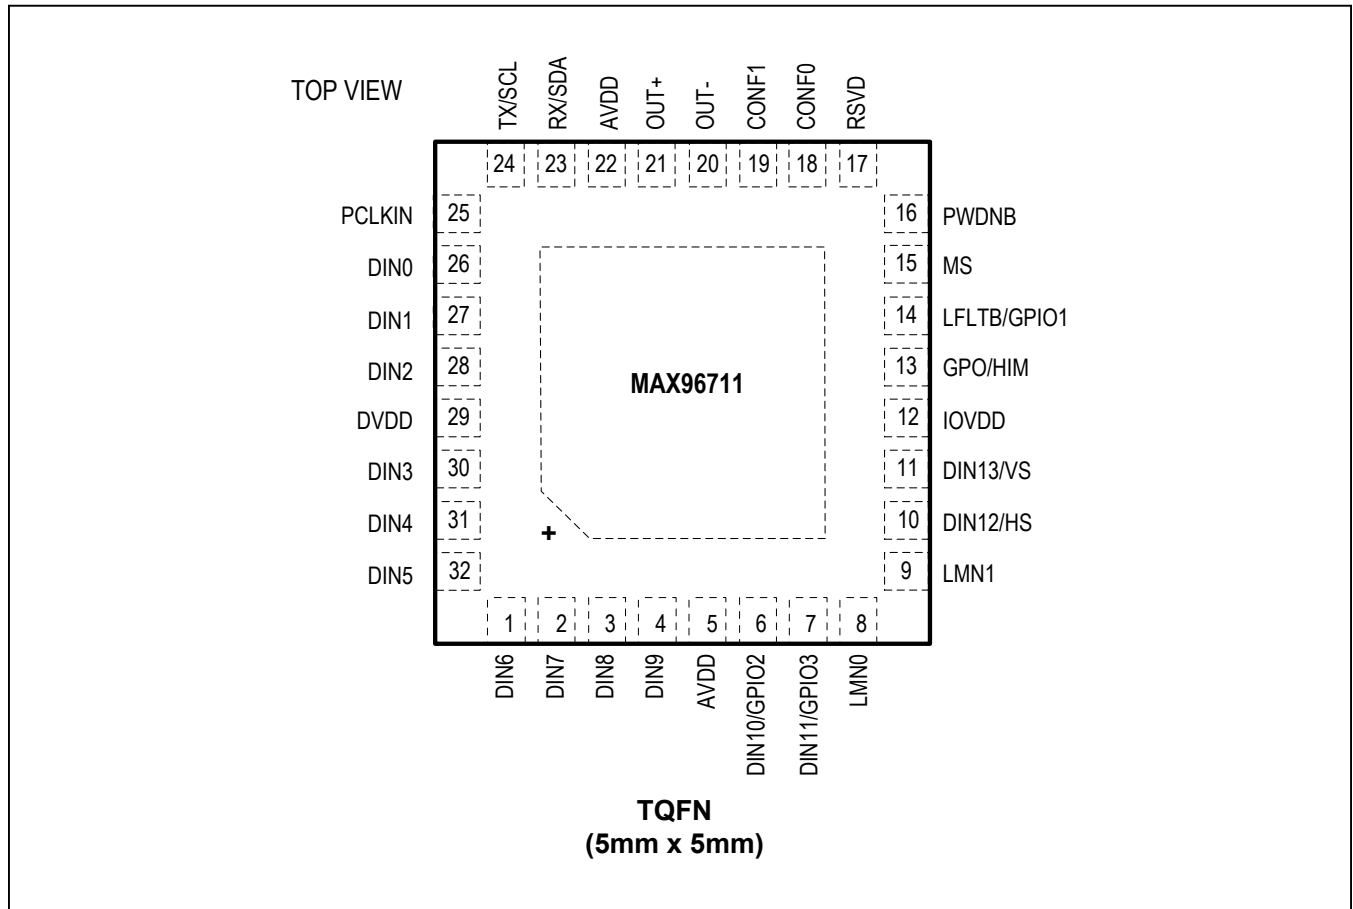 TOP VIEW
TX/SCL
RX/SDA
AVDD
OUT+
OUT-
CONF1
CONF0
RSVD
24 23 22 21 20 19 18 17
PCLKIN 25
DIN0 26
DIN1 27
DIN2 28
DVDD 29
DIN3 30
DIN4 31
DIN5 32
MAX96711
+
16 PWDNB
15 MS
14 LFLTB/GPIO1
13 GPO/HIM
12 IOVDD
11 DIN13/VS
10 DIN12/HS
9 LMN1
1 2 3 4 5 6 7 8
DIN6
DIN7
DIN8
DIN9
AVDD
DIN10/GPIO2
DIN11/GPIO3
LMN0
TQFN
(5mm x 5mm)